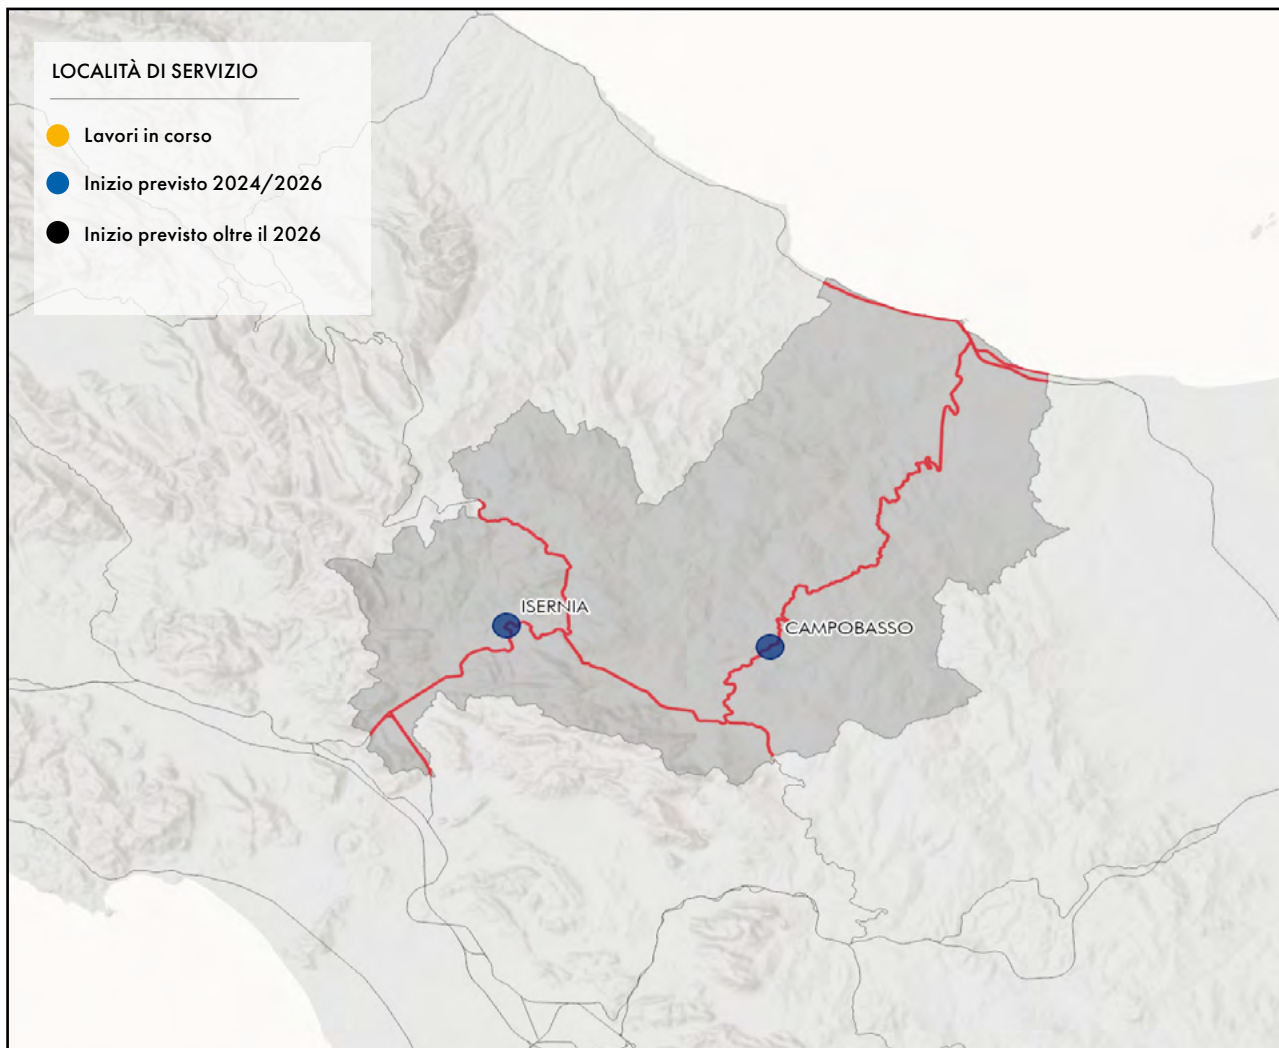 LOCALITÀ DI SERVIZIO
Lavori in corso
Inizio previsto 2024/2026
Inizio previsto oltre il 2026
ISERNIA
CAMPOBASSO